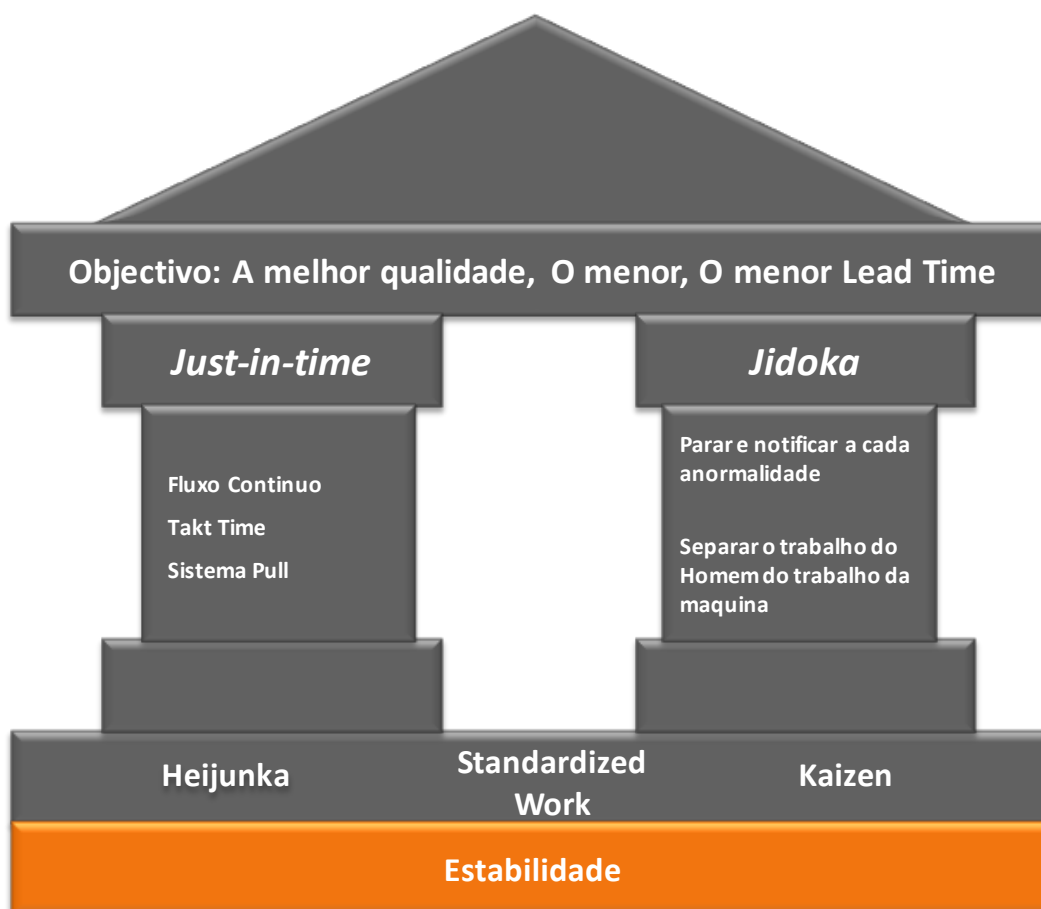 Objectivo: A melhor qualidade, O menor, O menor Lead Time
Just-in-time
Jidoka
Fluxo Continuo
Takt Time
Sistema Pull
Parar e notificar a cada
anormalidade
Separar o trabalho do
Homem do trabalho da
maquina
Heijunka
Standardized
Work
Kaizen
Estabilidade